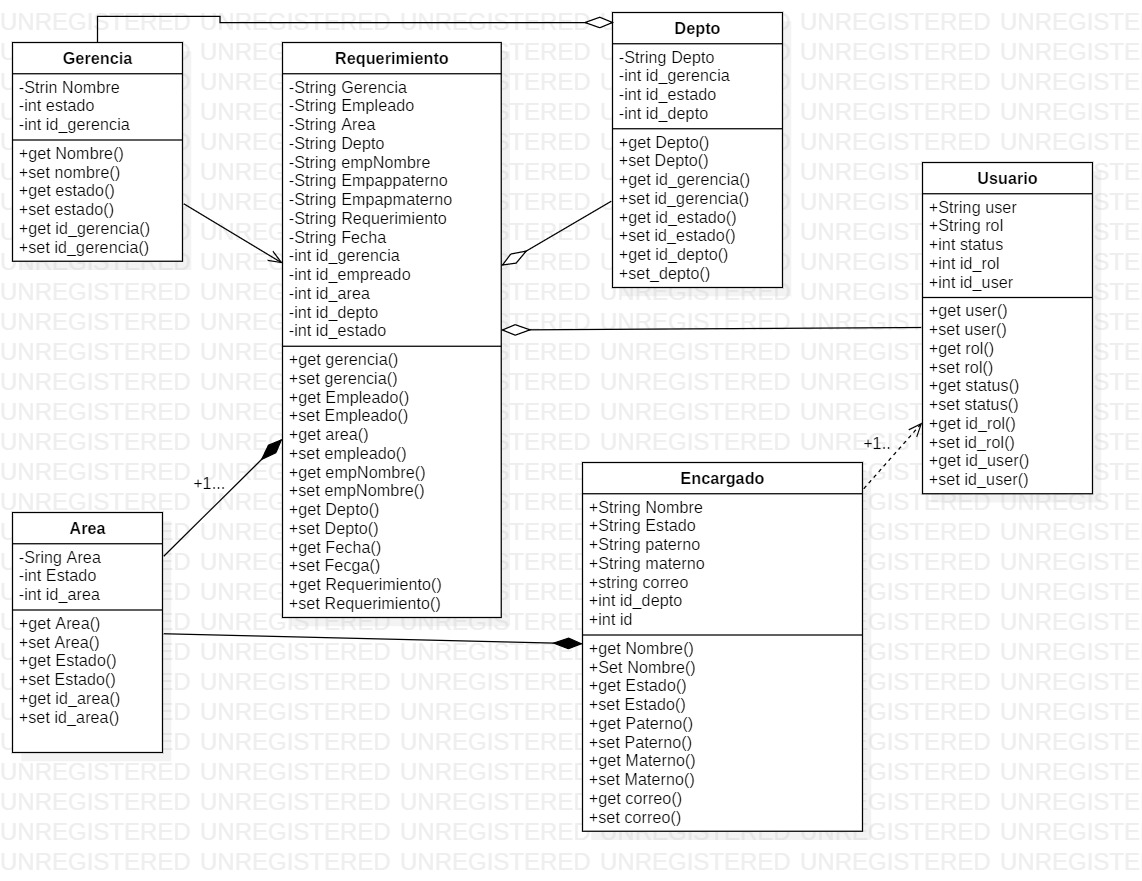 Gerencia
-Strin Nombre
-int estado
-int id_gerencia
+get Nombre()
+set nombre()
+get estado()
+set estado()
+get id_gerencia()
+set id_gerencia()
Requerimiento
-String Gerencia
-String Empleado
-String Area
-String Depto
-String empNombre
-String Empappaterno
-String Empapmaterno
-String Requerimiento
-String Fecha
-int id_gerencia
-int id_empreado
-int id_area
-int id_depto
-int id_estado
+get gerencia()
+set gerencia()
+get Empleado()
+set Empleado()
+get area()
+set empleado()
+get empNombre()
+set empNombre()
+get Depto()
+set Depto()
+get Fecha()
+set Fecga()
+get Requerimiento()
+set Requerimiento()
Depto
-String Depto
-int id_gerencia
-int id_estado
-int id_depto
+get Depto()
+set Depto()
+get id_gerencia()
+set id_gerencia()
+get id_estado()
+set id_estado()
+get id_depto()
+set_depto()
Usuario
+String user
+String rol
+int status
+int id_rol
+int id_user
+get user()
+set user()
+get rol()
+set rol()
+get status()
+set status()
+get id_rol()
+set id_rol()
+get id_user()
+set id_user()
+1...
+1..
Area
-Sring Area
-int Estado
-int id_area
+get Area()
+set Area()
+get Estado()
+set Estado()
+get id_area()
+set id_area()
Encargado
+String Nombre
+String Estado
+String paterno
+String materno
+string correo
+int id_depto
+int id
+get Nombre()
+Set Nombre()
+get Estado()
+set Estado()
+get Paterno()
+set Paterno()
+get Materno()
+set Materno()
+get correo()
+set correo()
UNREGISTERED